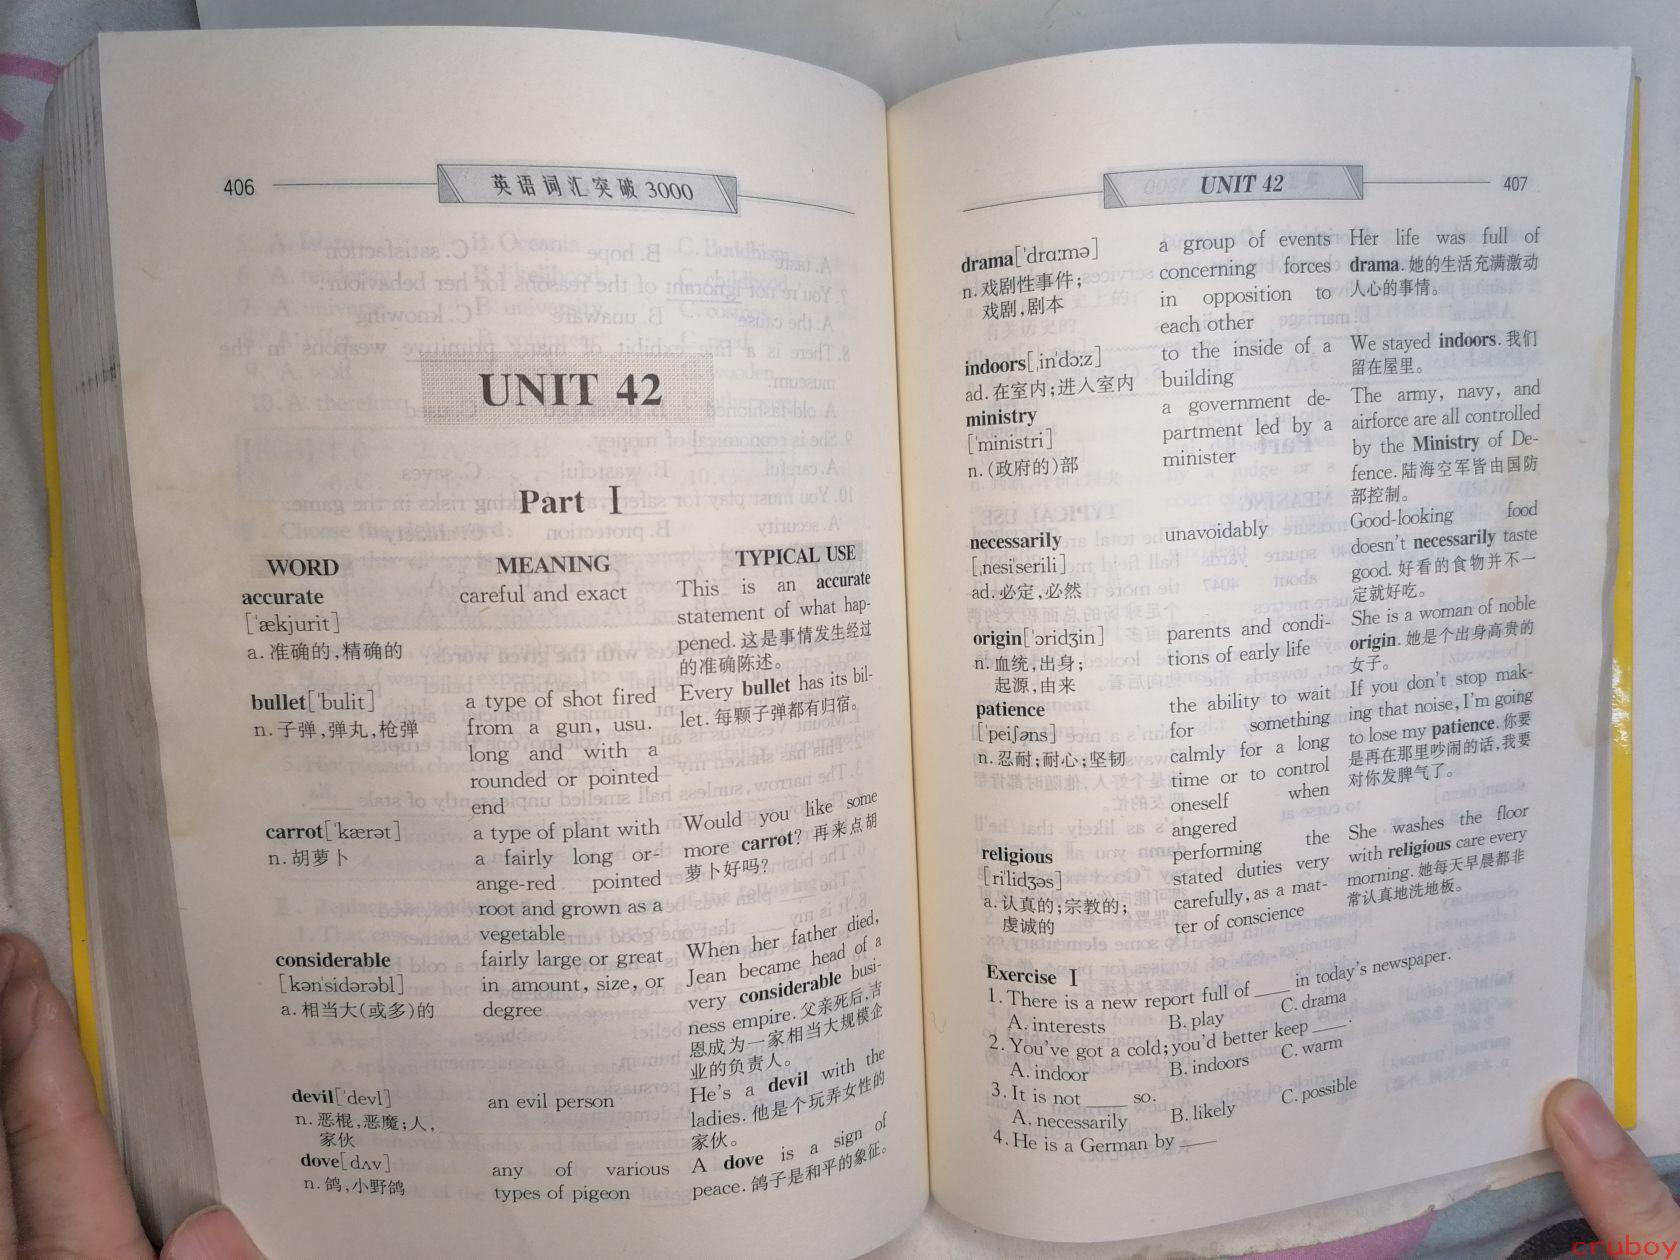 406
英语词汇突破 3000
UNIT 42
Part Ⅰ
WORD MEANING TYPICAL USE
accurate
['ækjurit]
a. 准确的,精确的
careful and exact
This is an accurate
statement of what hap-
pened. 这是事情发生经过
的准确陈述。
bullet['bulit]
n. 子弹,弹丸,枪弹
a type of shot fired
from a gun, usu.
long and with a
rounded or pointed
end
Every bullet has its bil-
let. 每颗子弹都有归宿。
carrot['kærət]
n. 胡萝卜
a type of plant with
a fairly long or-
ange-red pointed
root and grown as a
vegetable
Would you like some
more carrot? 再来点胡
萝卜好吗?
considerable
[kən'sidərəbl]
a. 相当大(或多)的
fairly large or great
in amount, size, or
degree
When her father died,
Jean became head of a
very considerable busi-
ness empire. 父亲死后,吉
恩成为一家相当大规模企
业的负责人。
devil['devl]
n. 恶棍,恶魔;人,
家伙
an evil person
He's a devil with the
ladies. 他是个玩弄女性的
家伙。
dove[dʌv]
n. 鸽,小野鸽
any of various
types of pigeon
A dove is a sign of
peace. 鸽子是和平的象征。
UNIT 42
407
drama['drɑːmə]
n. 戏剧性事件;
戏剧,剧本
a group of events
concerning forces
in opposition to
each other
Her life was full of
drama. 她的生活充满激动
人心的事情。
indoors[ˌin'dɔːz]
ad. 在室内;进入室内
to the inside of a
building
We stayed indoors. 我们
留在屋里。
ministry
['ministri]
n. (政府的)部
a government de-
partment led by a
minister
The army, navy, and
airforce are all controlled
by the Ministry of De-
fence. 陆海空军皆由国防
部控制。
necessarily
[ˌnesi'serili]
ad. 必定,必然
unavoidably
Good-looking food
doesn't necessarily taste
good. 好看的食物并不一
定就好吃。
origin['ɔridʒin]
n. 血统,出身;
起源,由来
parents and condi-
tions of early life
She is a woman of noble
origin. 她是个出身高贵的
女子。
patience
['peiʃəns]
n. 忍耐;耐心;坚韧
the ability to wait
for something
calmly for a long
time or to control
oneself when
angered
If you don't stop mak-
ing that noise, I'm going
to lose my patience. 你要
是再在那里吵闹的话,我要
对你发脾气了。
religious
[ri'lidʒəs]
a. 认真的;宗教的;
虔诚的
performing the
stated duties very
carefully, as a mat-
ter of conscience
She washes the floor
with religious care every
morning. 她每天早晨都非
常认真地洗地板。
Exercise Ⅰ
1. There is a new report full of ____ in today's newspaper.
A. interests B. play C. drama
2. You've got a cold; you'd better keep ____.
A. indoor B. indoors C. warm
3. It is not ____ so.
A. necessarily B. likely C. possible
4. He is a German by ____
cruboy